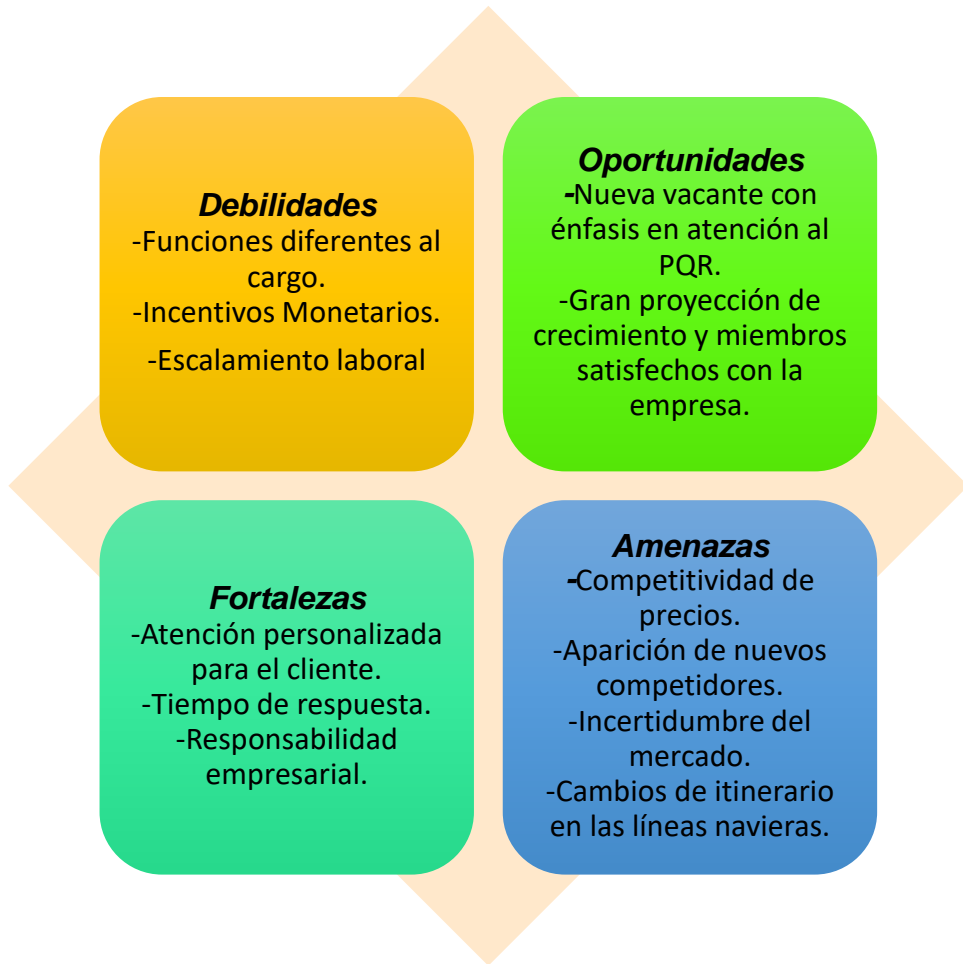 Debilidades
-Funciones diferentes al
cargo.
-Incentivos Monetarios.
-Escalamiento laboral
Oportunidades
-Nueva vacante con
énfasis en atención al
PQR.
-Gran proyección de
crecimiento y miembros
satisfechos con la
empresa.
Fortalezas
-Atención personalizada
para el cliente.
-Tiempo de respuesta.
-Responsabilidad
empresarial.
Amenazas
-Competitividad de
precios.
-Aparición de nuevos
competidores.
-Incertidumbre del
mercado.
-Cambios de itinerario
en las líneas navieras.